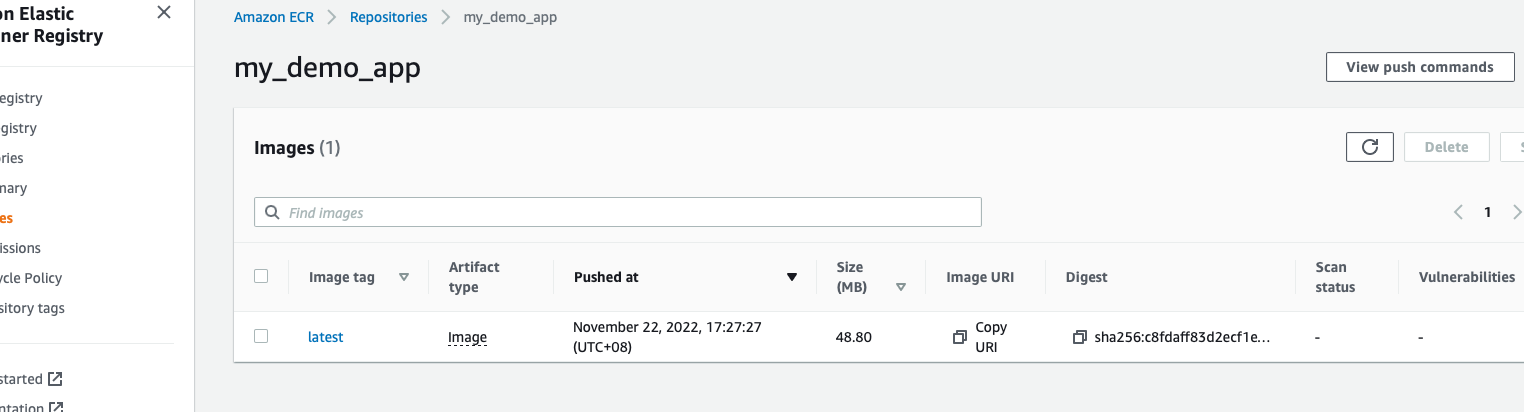 on Elastic
ner Registry
egistry
gistry
ries
mary
es
issions
cle Policy
sitory tags
started
ntation
Amazon ECR
Repositories
my_demo_app
my_demo_app
View push commands
Images (1)
Delete
Find images
1
Image tag
Artifact
type
Pushed at
Size
(MB)
Image URI
Digest
Scan
status
Vulnerabilities
latest
Image
November 22, 2022, 17:27:27
(UTC+08)
48.80
Copy
URI
sha256:c8fdaff83d2ecf1e...
-
-